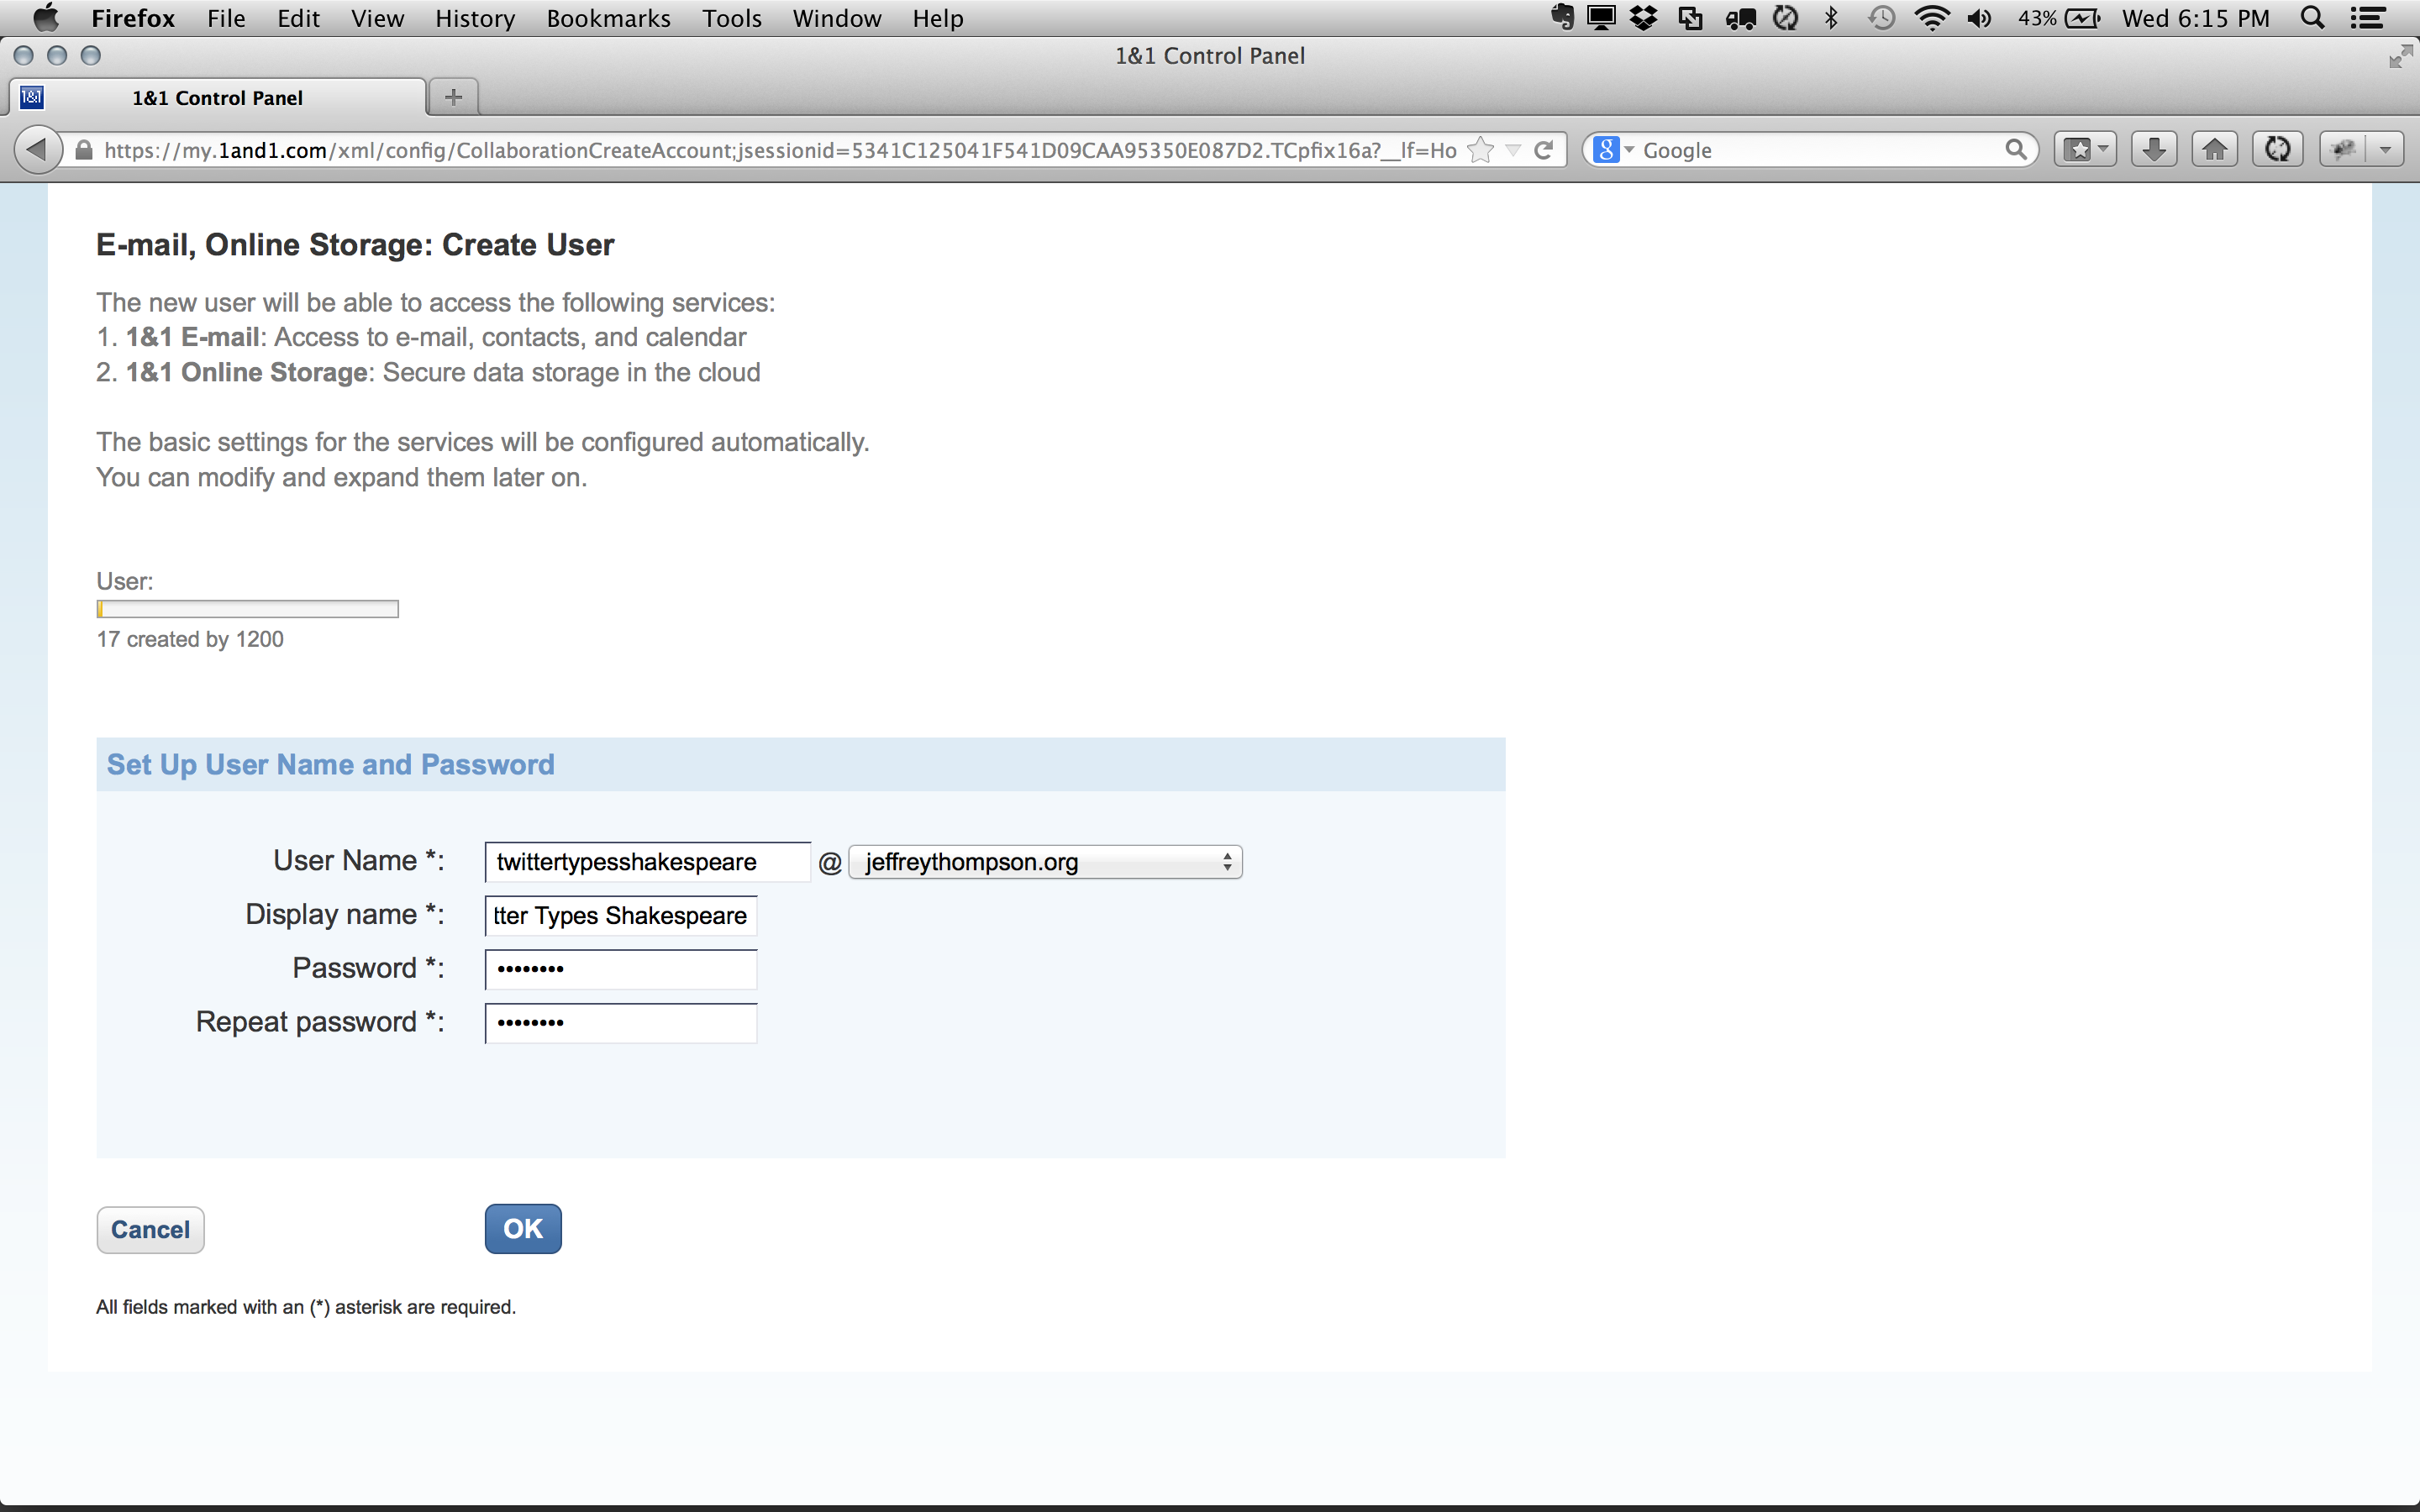 Firefox File Edit View History Bookmarks Tools Window Help 43% Wed 6:15 PM
1&1 Control Panel
1&1 1&1 Control Panel
https://my.1and1.com/xml/config/CollaborationCreateAccount;jsessionid=5341C125041F541D09CAA95350E087D2.TCpfix16a?__lf=Ho 8 Google
E-mail, Online Storage: Create User
The new user will be able to access the following services:
1. 1&1 E-mail: Access to e-mail, contacts, and calendar
2. 1&1 Online Storage: Secure data storage in the cloud
The basic settings for the services will be configured automatically.
You can modify and expand them later on.
User:
17 created by 1200
Set Up User Name and Password
User Name *: twittertypesshakespeare @ jeffreythompson.org
Display name *: tter Types Shakespeare
Password *: ••••••••
Repeat password *: ••••••••
Cancel OK
All fields marked with an (*) asterisk are required.